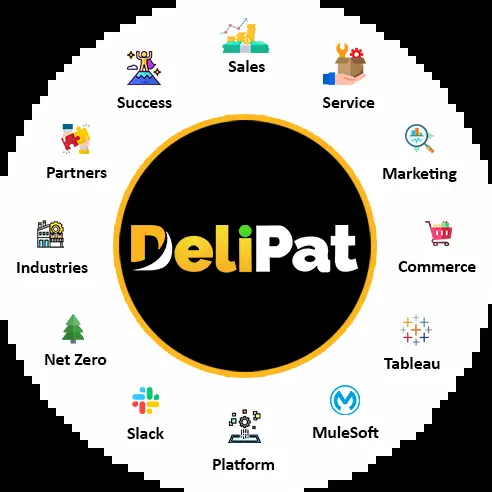 Sales
Service
Marketing
Commerce
Tableau
MuleSoft
Platform
Slack
Net Zero
Industries
Partners
Success
DeliPat